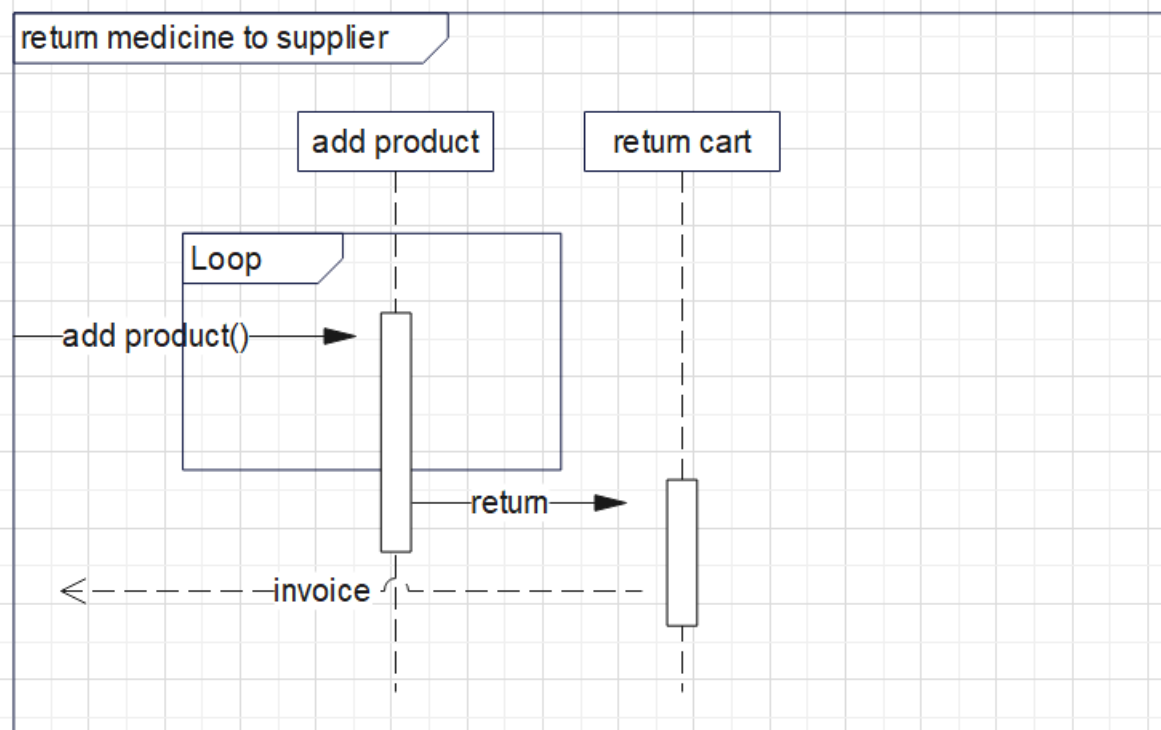 return medicine to supplier
add product
return cart
Loop
add product()
return
invoice